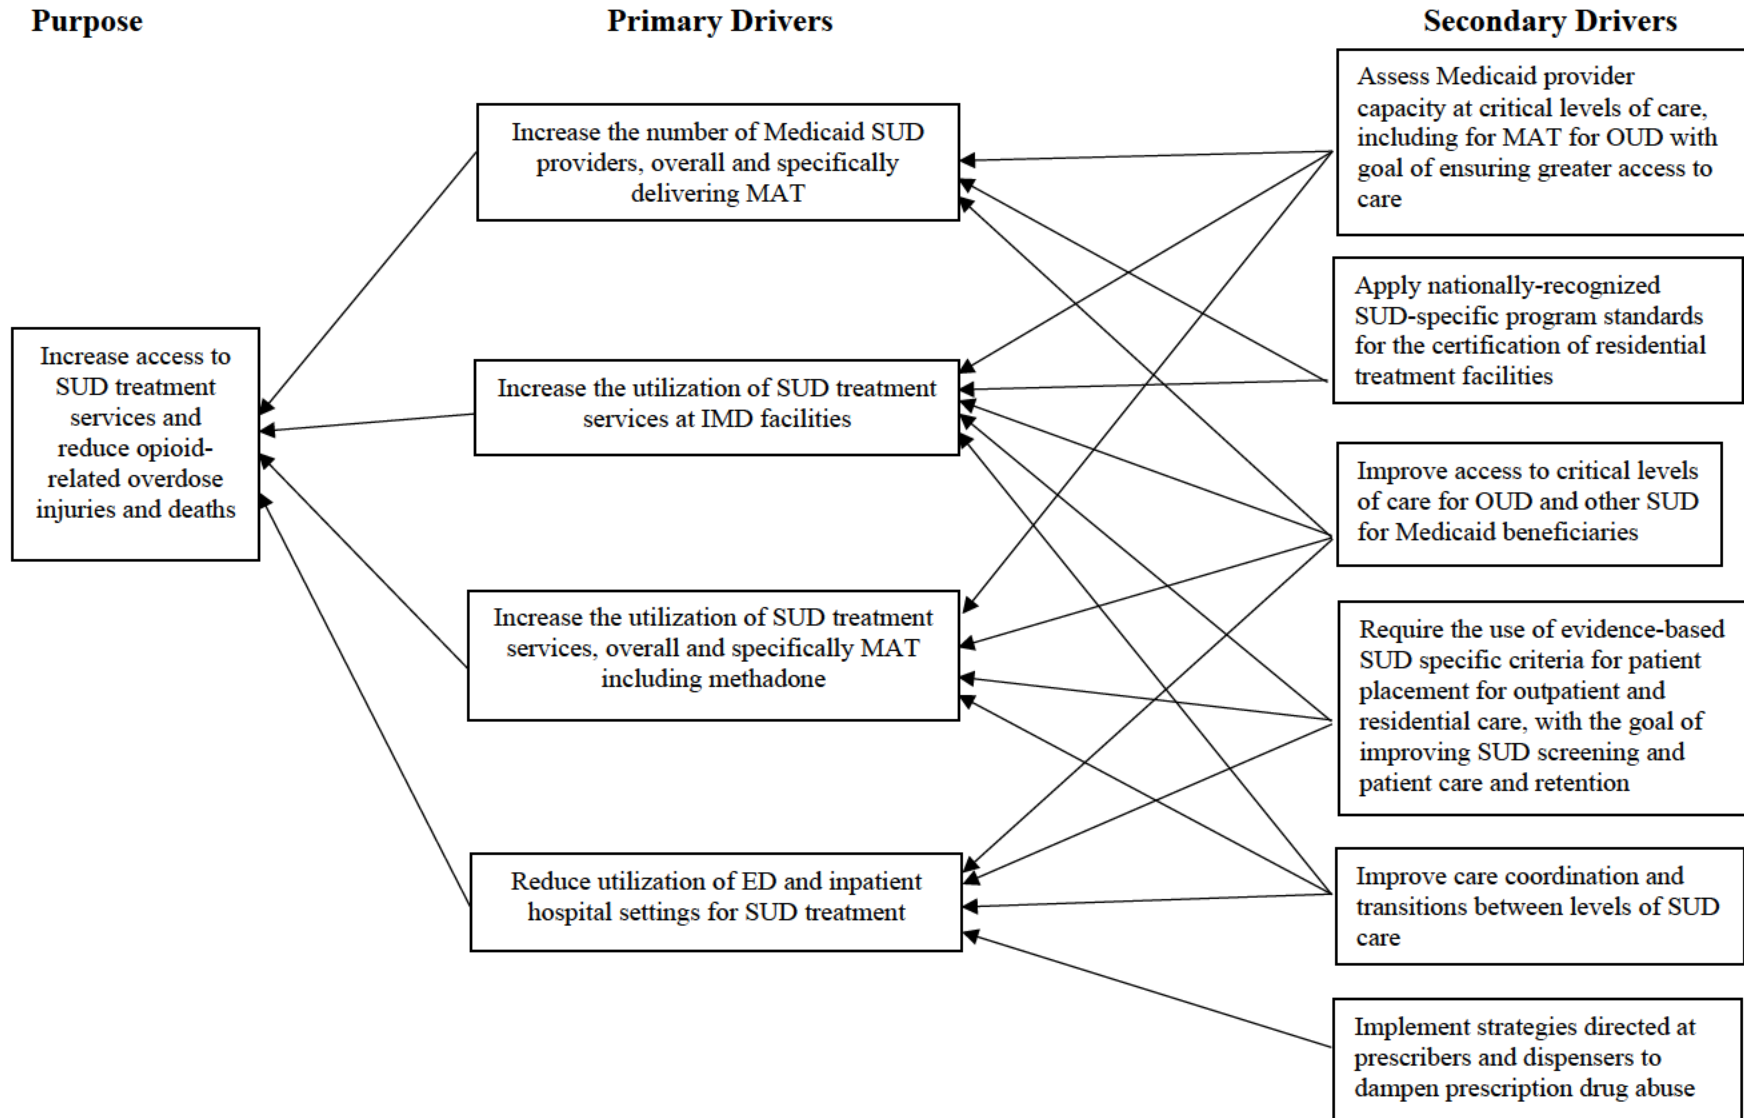 Purpose
Primary Drivers
Secondary Drivers
Increase access to
SUD treatment
services and
reduce opioid-
related overdose
injuries and deaths
Increase the number of Medicaid SUD
providers, overall and specifically
delivering MAT
Increase the utilization of SUD treatment
services at IMD facilities
Increase the utilization of SUD treatment
services, overall and specifically MAT
including methadone
Reduce utilization of ED and inpatient
hospital settings for SUD treatment
Assess Medicaid provider
capacity at critical levels of care,
including for MAT for OUD with
goal of ensuring greater access to
care
Apply nationally-recognized
SUD-specific program standards
for the certification of residential
treatment facilities
Improve access to critical levels
of care for OUD and other SUD
for Medicaid beneficiaries
Require the use of evidence-based
SUD specific criteria for patient
placement for outpatient and
residential care, with the goal of
improving SUD screening and
patient care and retention
Improve care coordination and
transitions between levels of SUD
care
Implement strategies directed at
prescribers and dispensers to
dampen prescription drug abuse